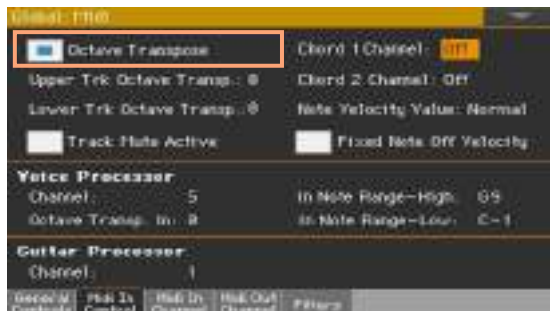 Global: Midi
Octave Transpose
Chord 1 Channel: Off
Upper Trk Octave Transp.: 0
Chord 2 Channel: Off
Lower Trk Octave Transp.: 0
Note Velocity Value: Normal
Track Mute Active
Fixed Note Off Velocity
Voice Processor
Channel: 5
In Note Range-High: G9
Octave Transp. In: 0
In Note Range-Low: C-1
Guitar Processor
Channel: 1
General Controls
Midi In Control
Midi In Channel
Midi Out Channel
Filters